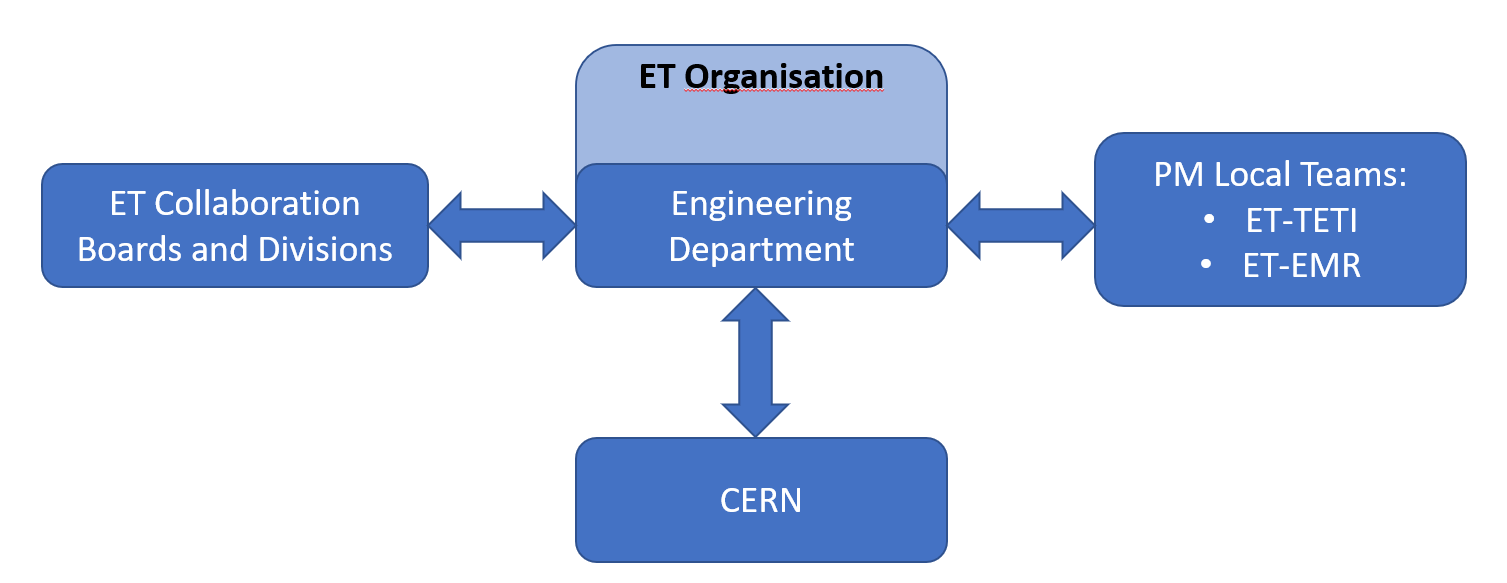 ET Organisation
ET Collaboration
Boards and Divisions
Engineering
Department
PM Local Teams:
• ET-TETI
• ET-EMR
CERN